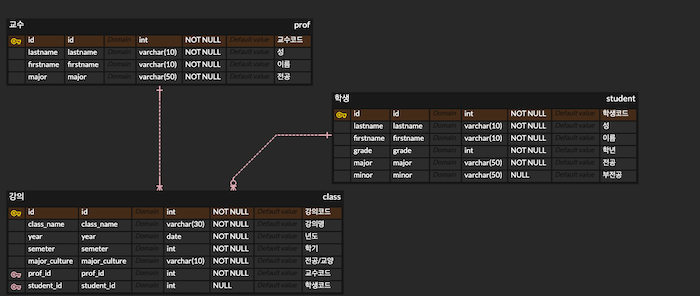 교수 prof
id id Domain int NOT NULL Default value 교수코드
lastname lastname Domain varchar(10) NOT NULL Default value 성
firstname firstname Domain varchar(10) NOT NULL Default value 이름
major major Domain varchar(50) NOT NULL Default value 전공
학생 student
id id Domain int NOT NULL Default value 학생코드
lastname lastname Domain varchar(10) NOT NULL Default value 성
firstname firstname Domain varchar(10) NOT NULL Default value 이름
grade grade Domain int NOT NULL Default value 학년
major major Domain varchar(50) NOT NULL Default value 전공
minor minor Domain varchar(50) NULL Default value 부전공
강의 class
id id Domain int NOT NULL Default value 강의코드
class_name class_name Domain varchar(30) NOT NULL Default value 강의명
year year Domain date NOT NULL Default value 년도
semeter semeter Domain int NOT NULL Default value 학기
major_culture major_culture Domain varchar(10) NOT NULL Default value 전공/교양
prof_id prof_id Domain int NOT NULL Default value 교수코드
student_id student_id Domain int NULL Default value 학생코드